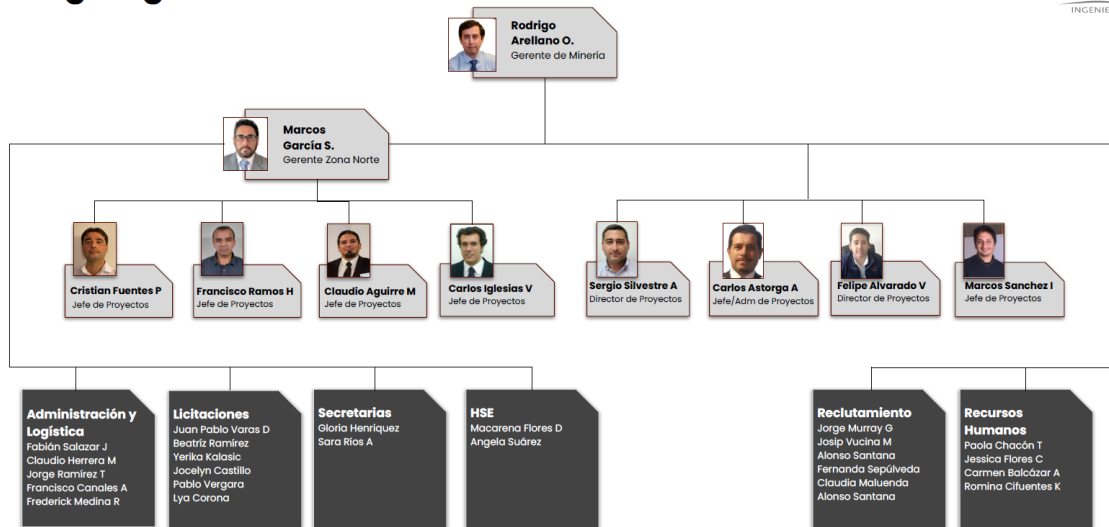 INGENIE
Rodrigo
Arellano O.
Gerente de Minería
Marcos
García S.
Gerente Zona Norte
Cristian Fuentes P
Jefe de Proyectos
Francisco Ramos H
Jefe de Proyectos
Claudio Aguirre M
Jefe de Proyectos
Carlos Iglesias V
Jefe de Proyectos
Sergio Silvestre A
Director de Proyectos
Carlos Astorga A
Jefe/Adm de Proyectos
Felipe Alvarado V
Director de Proyectos
Marcos Sanchez I
Jefe de Proyectos
Administración y
Logística
Fabián Salazar J
Claudio Herrera M
Jorge Ramírez T
Francisco Canales A
Frederick Medina R
Licitaciones
Juan Pablo Varas D
Beatríz Ramírez
Yerika Kalasic
Jocelyn Castillo
Pablo Vergara
Lya Corona
Secretarias
Gloria Henriquez
Sara Ríos A
HSE
Macarena Flores D
Angela Suárez
Reclutamiento
Jorge Murray G
Josip Vucina M
Alonso Santana
Fernanda Sepúlveda
Claudia Maluenda
Alonso Santana
Recursos
Humanos
Paola Chacón T
Jessica Flores C
Carmen Balcázar A
Romina Cifuentes K